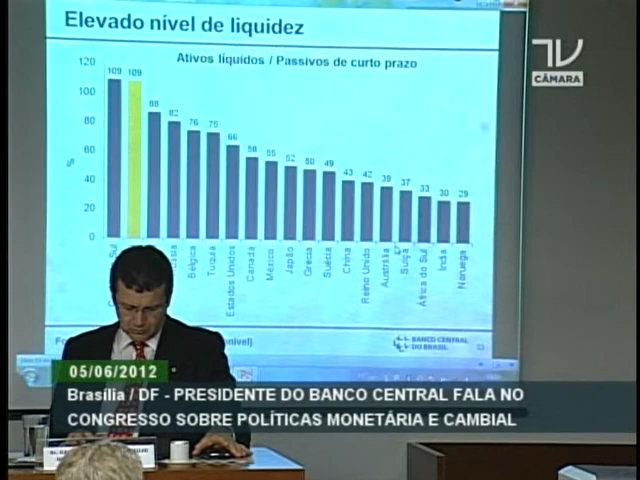 Elevado nível de liquidez
Ativos líquidos / Passivos de curto prazo
TV
CÂMARA
120
100
80
60
40
20
0
%
109 109 88 82 76 75 66 56 55 52 50 49 43 42 39 37 33 30 29
Sul
Bélgica
Turquia
Estados Unidos
Canadá
México
Japão
Grécia
Suécia
China
Reino Unido
Austrália
Suíça
África do Sul
Índia
Noruega
BANCO CENTRAL
DO BRASIL
05/06/2012
Brasília / DF - PRESIDENTE DO BANCO CENTRAL FALA NO
CONGRESSO SOBRE POLÍTICAS MONETÁRIA E CAMBIAL